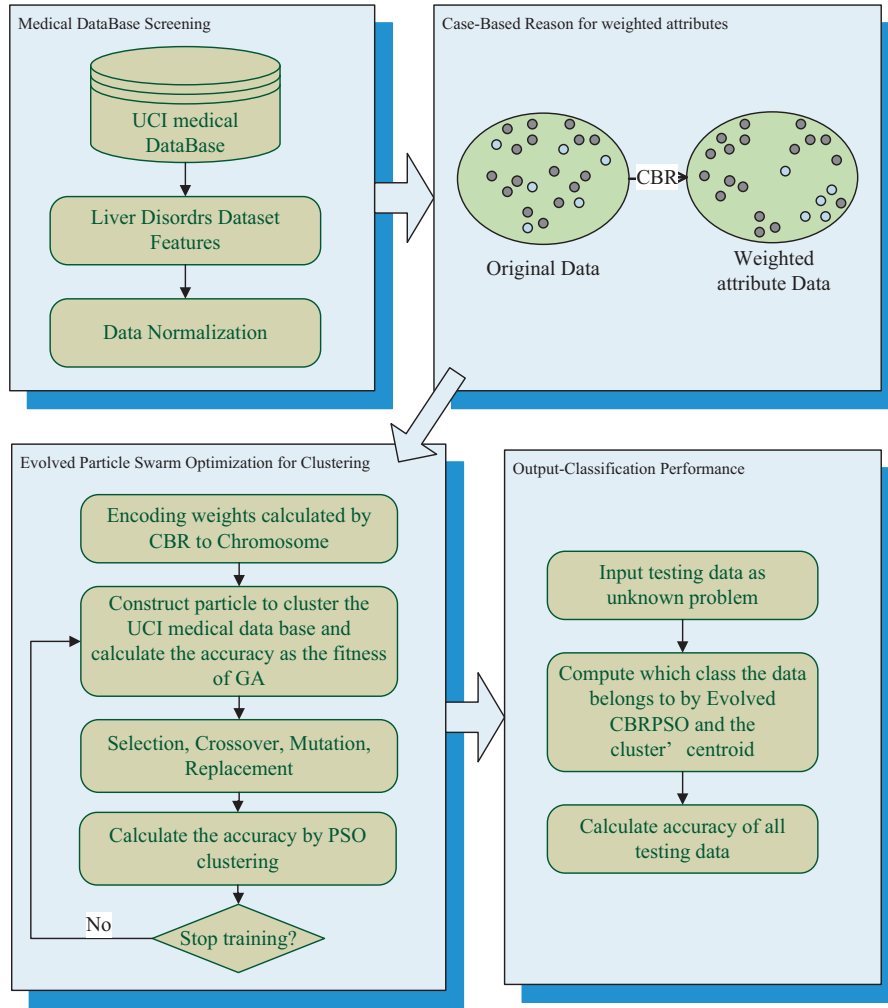 Medical DataBase Screening
UCI medical
DataBase
Liver Disordrs Dataset
Features
Data Normalization
Case-Based Reason for weighted attributes
CBR
Original Data
Weighted
attribute Data
Evolved Particle Swarm Optimization for Clustering
Encoding weights calculated by
CBR to Chromosome
Construct particle to cluster the
UCI medical data base and
calculate the accuracy as the fitness
of GA
Selection, Crossover, Mutation,
Replacement
Calculate the accuracy by PSO
clustering
No
Stop training?
Output-Classification Performance
Input testing data as
unknown problem
Compute which class the data
belongs to by Evolved
CBRPSO and the
cluster’ centroid
Calculate accuracy of all
testing data